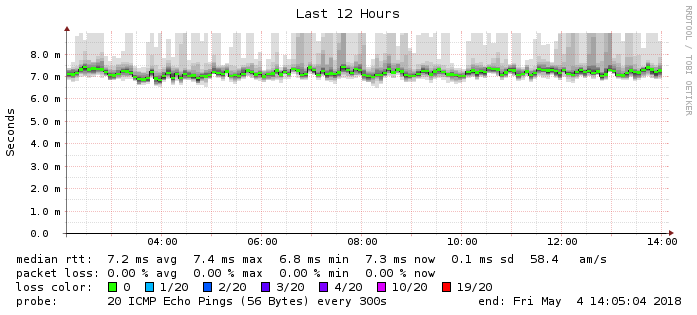 Last 12 Hours
RRDTOOL / TOBI OETIKER
Seconds
8.0 m
7.0 m
6.0 m
5.0 m
4.0 m
3.0 m
2.0 m
1.0 m
0.0
04:00 06:00 08:00 10:00 12:00 14:00
median rtt: 7.2 ms avg 7.4 ms max 6.8 ms min 7.3 ms now 0.1 ms sd 58.4 am/s
packet loss: 0.00 % avg 0.00 % max 0.00 % min 0.00 % now
loss color: 0 1/20 2/20 3/20 4/20 10/20 19/20
probe: 20 ICMP Echo Pings (56 Bytes) every 300s end: Fri May 4 14:05:04 2018